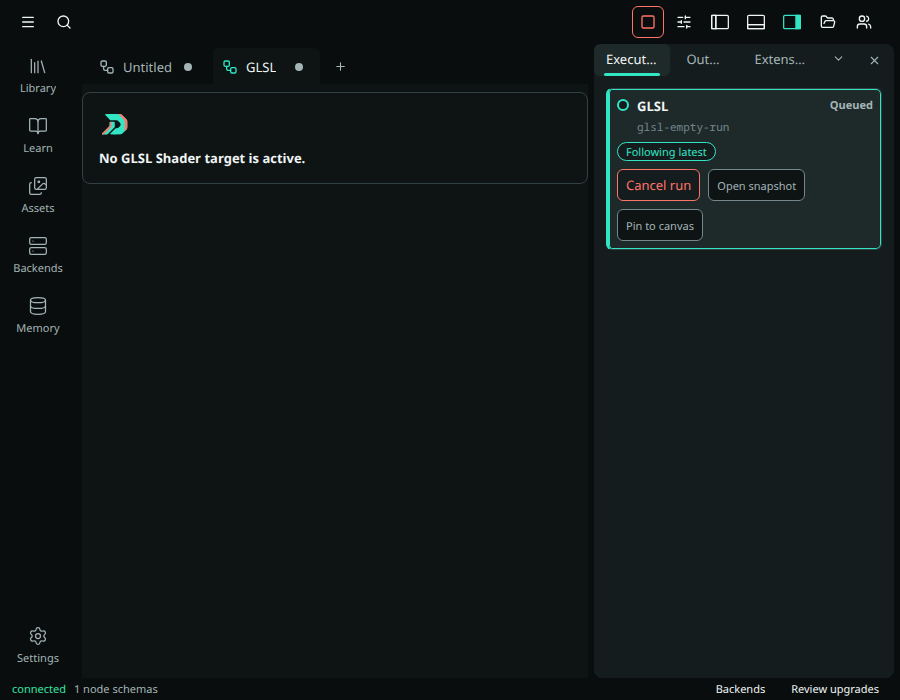 Library
Learn
Assets
Backends
Memory
Settings
Untitled
GLSL
No GLSL Shader target is active.
Execut...
Out...
Extens...
GLSL
Queued
glsl-empty-run
Following latest
Cancel run
Open snapshot
Pin to canvas
connected
1 node schemas
Backends
Review upgrades